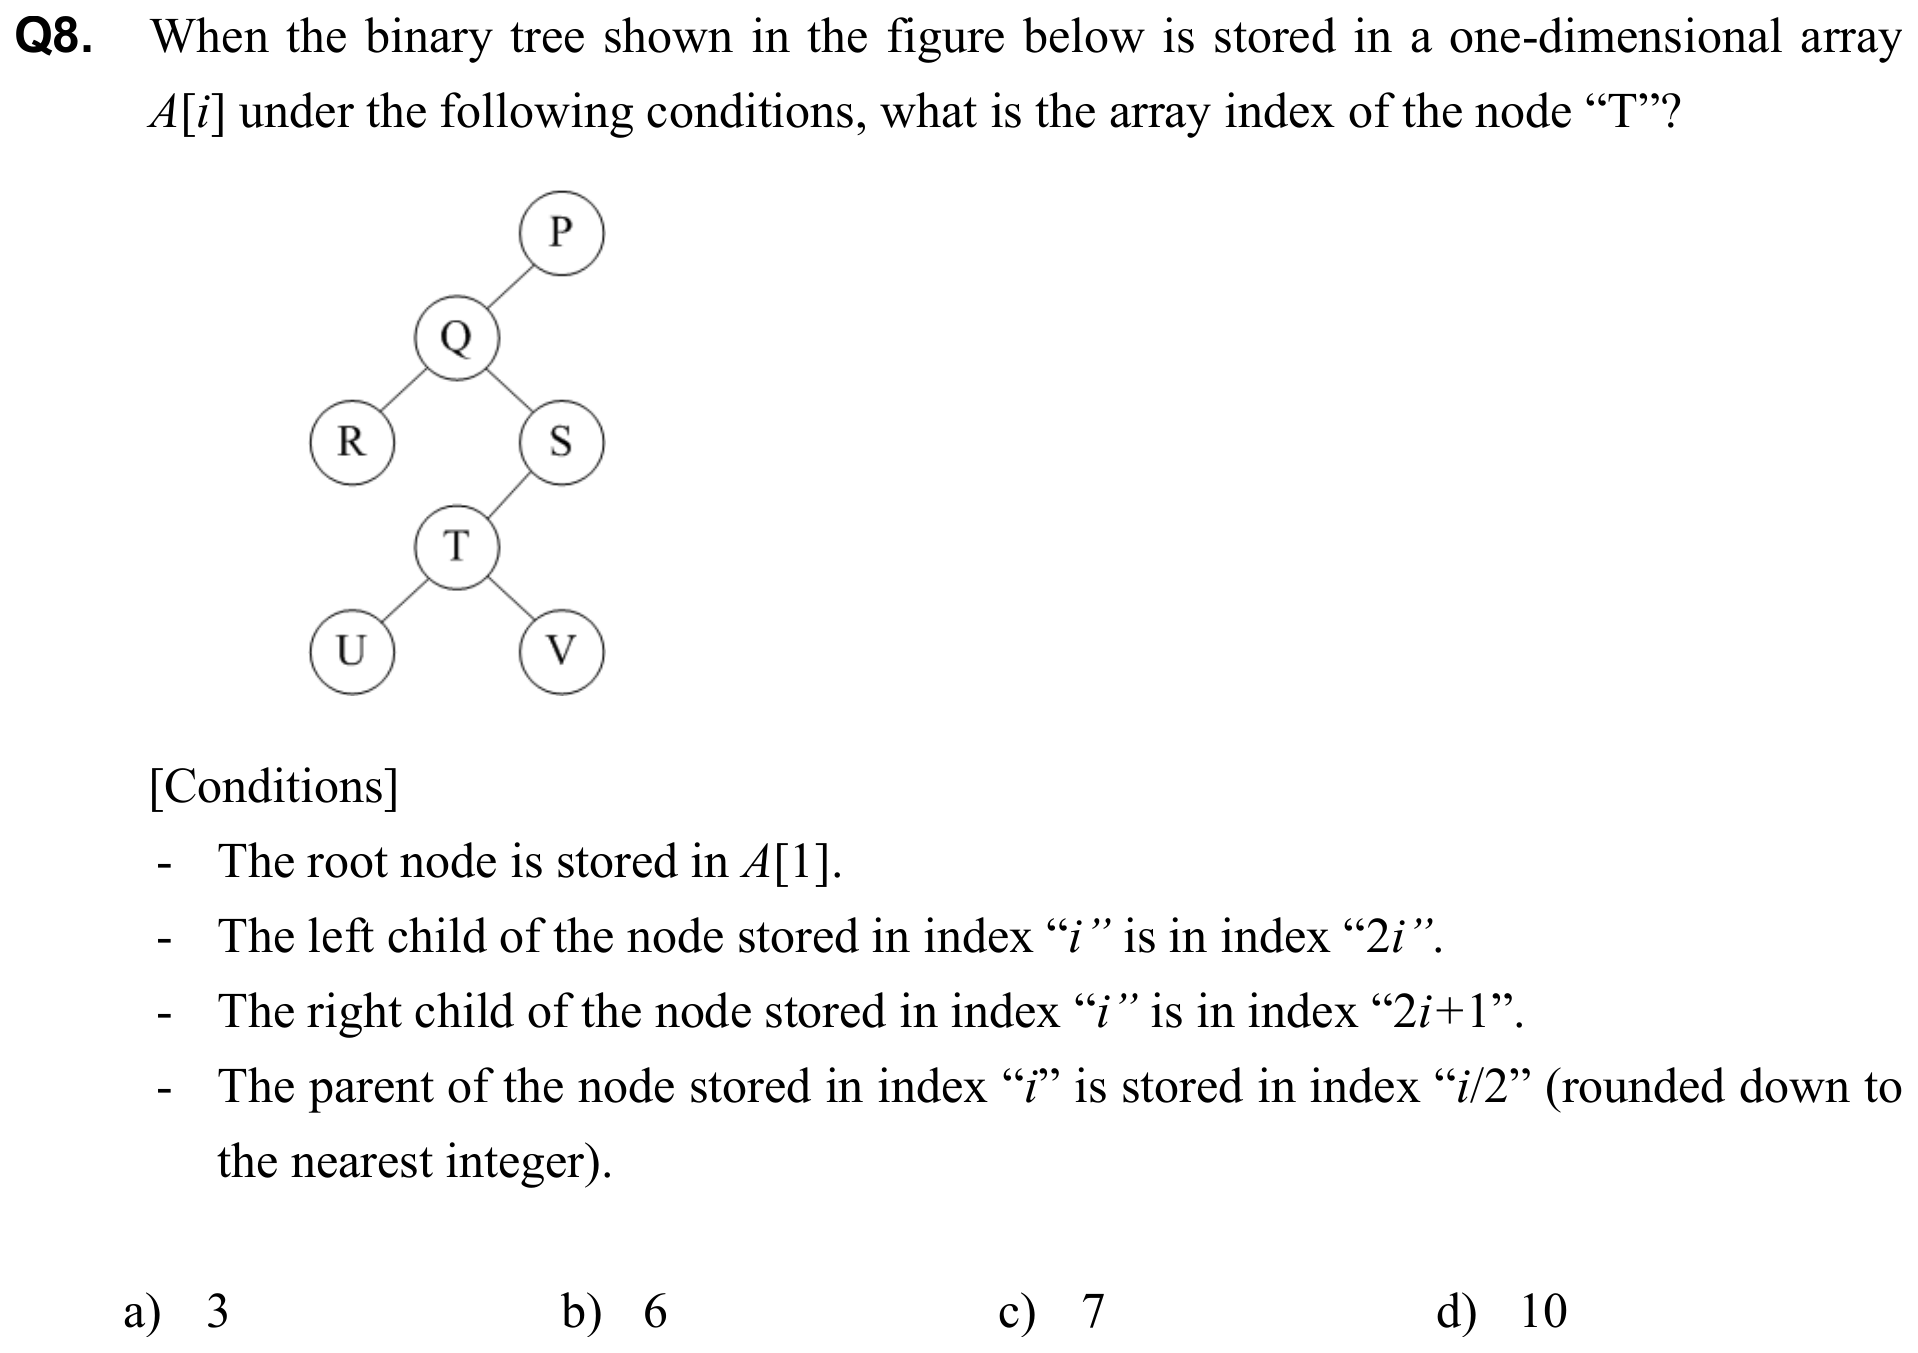 Q8. When the binary tree shown in the figure below is stored in a one-dimensional array
A[i] under the following conditions, what is the array index of the node “T”?
P
Q
R S
T
U V
[Conditions]
- The root node is stored in A[1].
- The left child of the node stored in index “i” is in index “2i”.
- The right child of the node stored in index “i” is in index “2i+1”.
- The parent of the node stored in index “i” is stored in index “i/2” (rounded down to
the nearest integer).
a) 3 b) 6 c) 7 d) 10